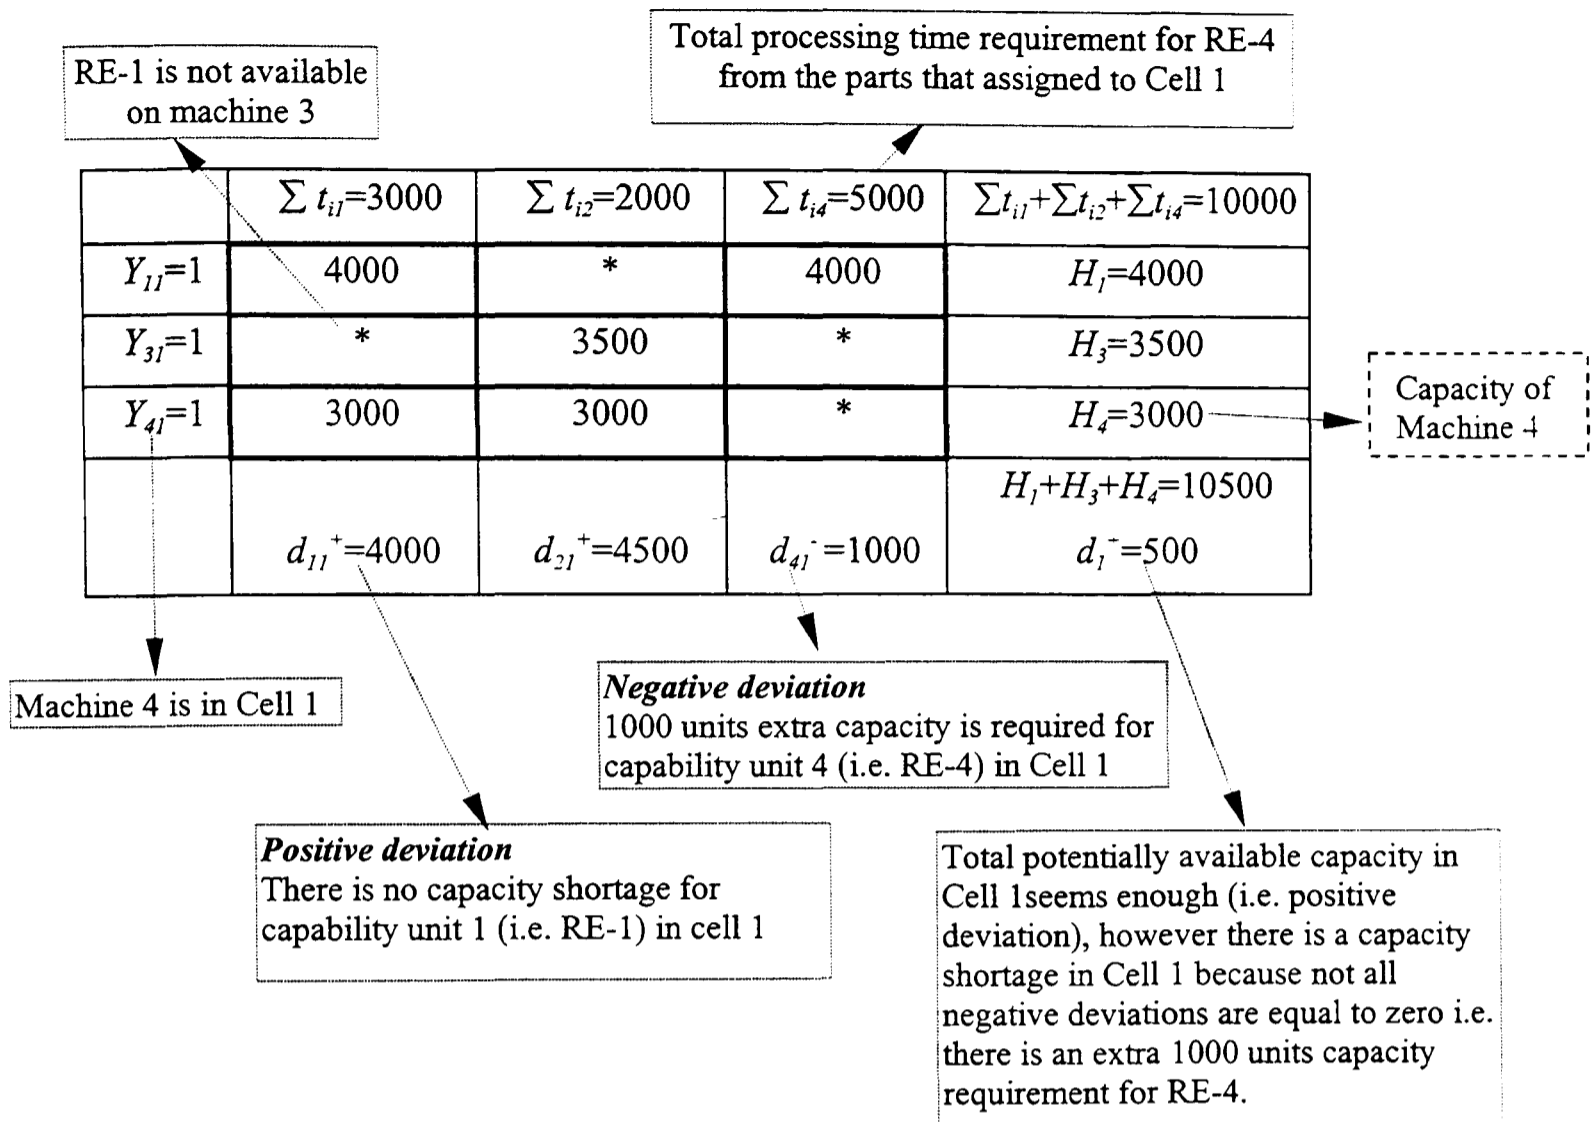 Total processing time requirement for RE-4
from the parts that assigned to Cell 1
RE-1 is not available
on machine 3
∑ t_i1=3000 ∑ t_i2=2000 ∑ t_i4=5000 ∑t_i1+∑t_i2+∑t_i4=10000
Y_11=1 4000 * 4000 H_1=4000
Y_31=1 * 3500 * H_3=3500
Y_41=1 3000 3000 * H_4=3000
Capacity of
Machine 4
H_1+H_3+H_4=10500
d_11^+=4000 d_21^+=4500 d_41^-=1000 d_1^+=500
Machine 4 is in Cell 1
Negative deviation
1000 units extra capacity is required for
capability unit 4 (i.e. RE-4) in Cell 1
Positive deviation
There is no capacity shortage for
capability unit 1 (i.e. RE-1) in cell 1
Total potentially available capacity in
Cell 1seems enough (i.e. positive
deviation), however there is a capacity
shortage in Cell 1 because not all
negative deviations are equal to zero i.e.
there is an extra 1000 units capacity
requirement for RE-4.